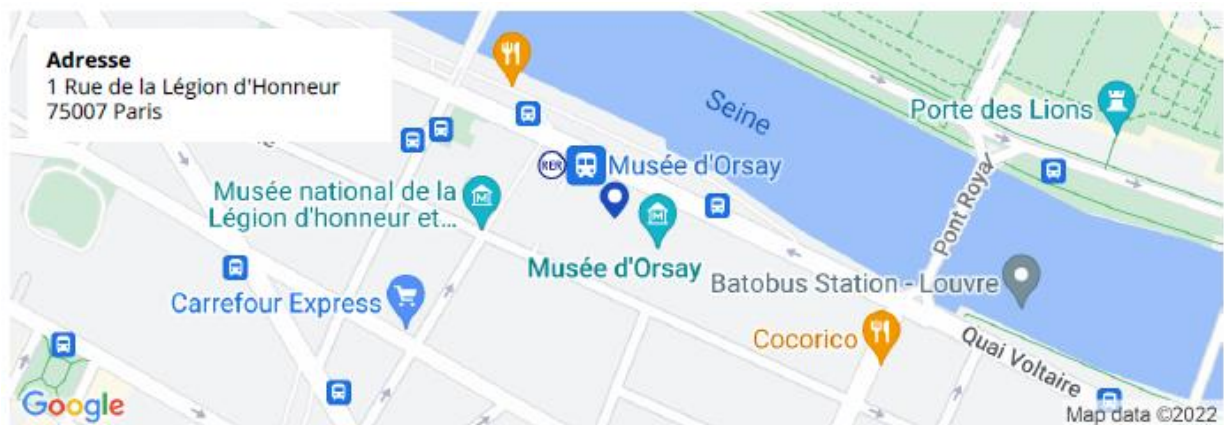 Adresse
1 Rue de la Légion d'Honneur
75007 Paris
Seine
Porte des Lions
RER
Musée d'Orsay
Musée national de la
Légion d'honneur et...
Musée d'Orsay
Pont Royal
Batobus Station - Louvre
Carrefour Express
Cocorico
Quai Voltaire
Google
Map data ©2022